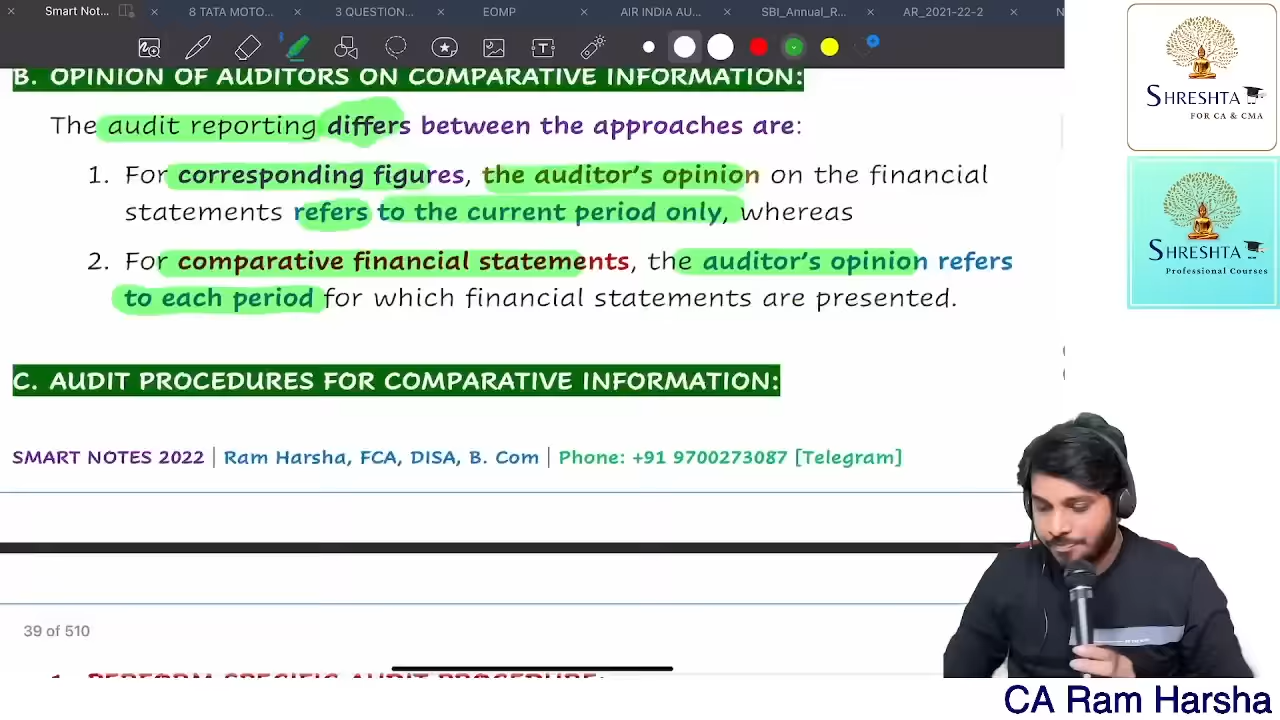 Smart Not...
8 TATA MOTO...
3 QUESTION...
EOMP
AIR INDIA AU...
SBI_Annual_R...
AR_2021-22-2
B. OPINION OF AUDITORS ON COMPARATIVE INFORMATION:
The audit reporting differs between the approaches are:
1. For corresponding figures, the auditor's opinion on the financial
statements refers to the current period only, whereas
2. For comparative financial statements, the auditor's opinion refers
to each period for which financial statements are presented.
C. AUDIT PROCEDURES FOR COMPARATIVE INFORMATION:
SMART NOTES 2022 | Ram Harsha, FCA, DISA, B. Com | Phone: +91 9700273087 [Telegram]
39 of 510
1. PERFORM SPECIFIC AUDIT PROCEDURE:
SHRESHTA
FOR CA & CMA
SHRESHTA
Professional Courses
CA Ram Harsha